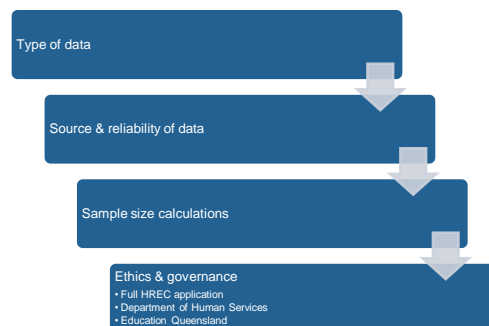 Type of data
Source & reliability of data
Sample size calculations
Ethics & governance
• Full HREC application
• Department of Human Services
• Education Queensland